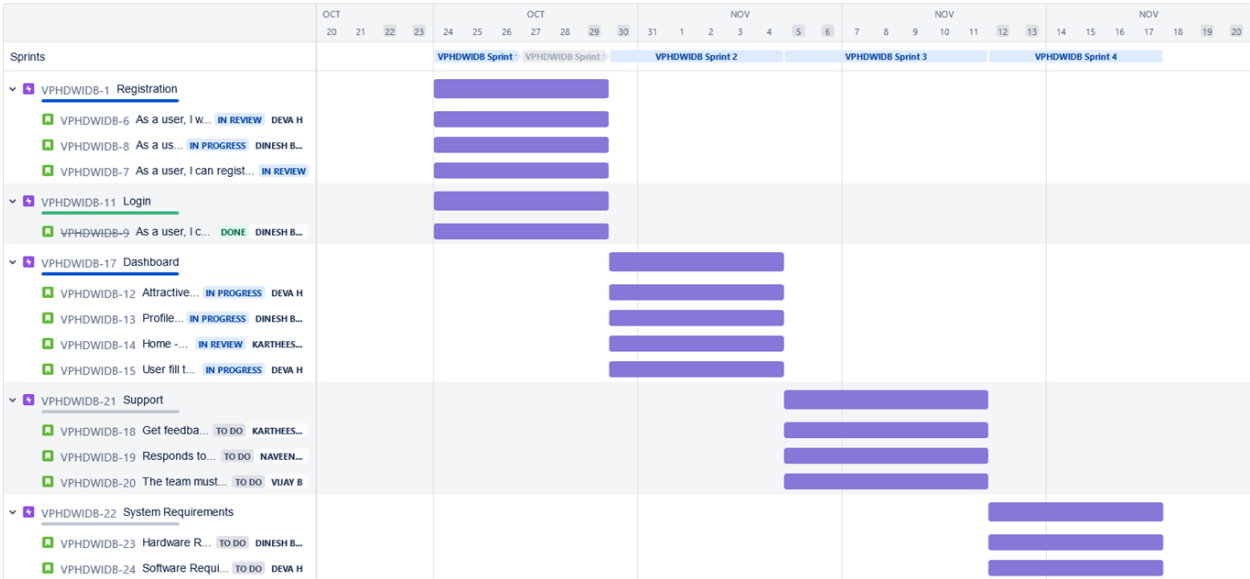 OCT OCT NOV NOV NOV
20 21 22 23 24 25 26 27 28 29 30 31 1 2 3 4 5 6 7 8 9 10 11 12 13 14 15 16 17 18 19 20
Sprints VPHDWIDB Sprint VPHDWIDB Sprint VPHDWIDB Sprint 2 VPHDWIDB Sprint 3 VPHDWIDB Sprint 4
VPHDWIDB-1 Registration
VPHDWIDB-6 As a user, I w... IN REVIEW DEVA H
VPHDWIDB-8 As a us... IN PROGRESS DINESH B...
VPHDWIDB-7 As a user, I can regist... IN REVIEW
VPHDWIDB-11 Login
VPHDWIDB-9 As a user, I c... DONE DINESH B...
VPHDWIDB-17 Dashboard
VPHDWIDB-12 Attractive... IN PROGRESS DEVA H
VPHDWIDB-13 Profile... IN PROGRESS DINESH B...
VPHDWIDB-14 Home -... IN REVIEW KARTHEES...
VPHDWIDB-15 User fill t... IN PROGRESS DEVA H
VPHDWIDB-21 Support
VPHDWIDB-18 Get feedba... TO DO KARTHEES...
VPHDWIDB-19 Responds to... TO DO NAVEEN...
VPHDWIDB-20 The team must... TO DO VIJAY B
VPHDWIDB-22 System Requirements
VPHDWIDB-23 Hardware R... TO DO DINESH B...
VPHDWIDB-24 Software Requi... TO DO DEVA H